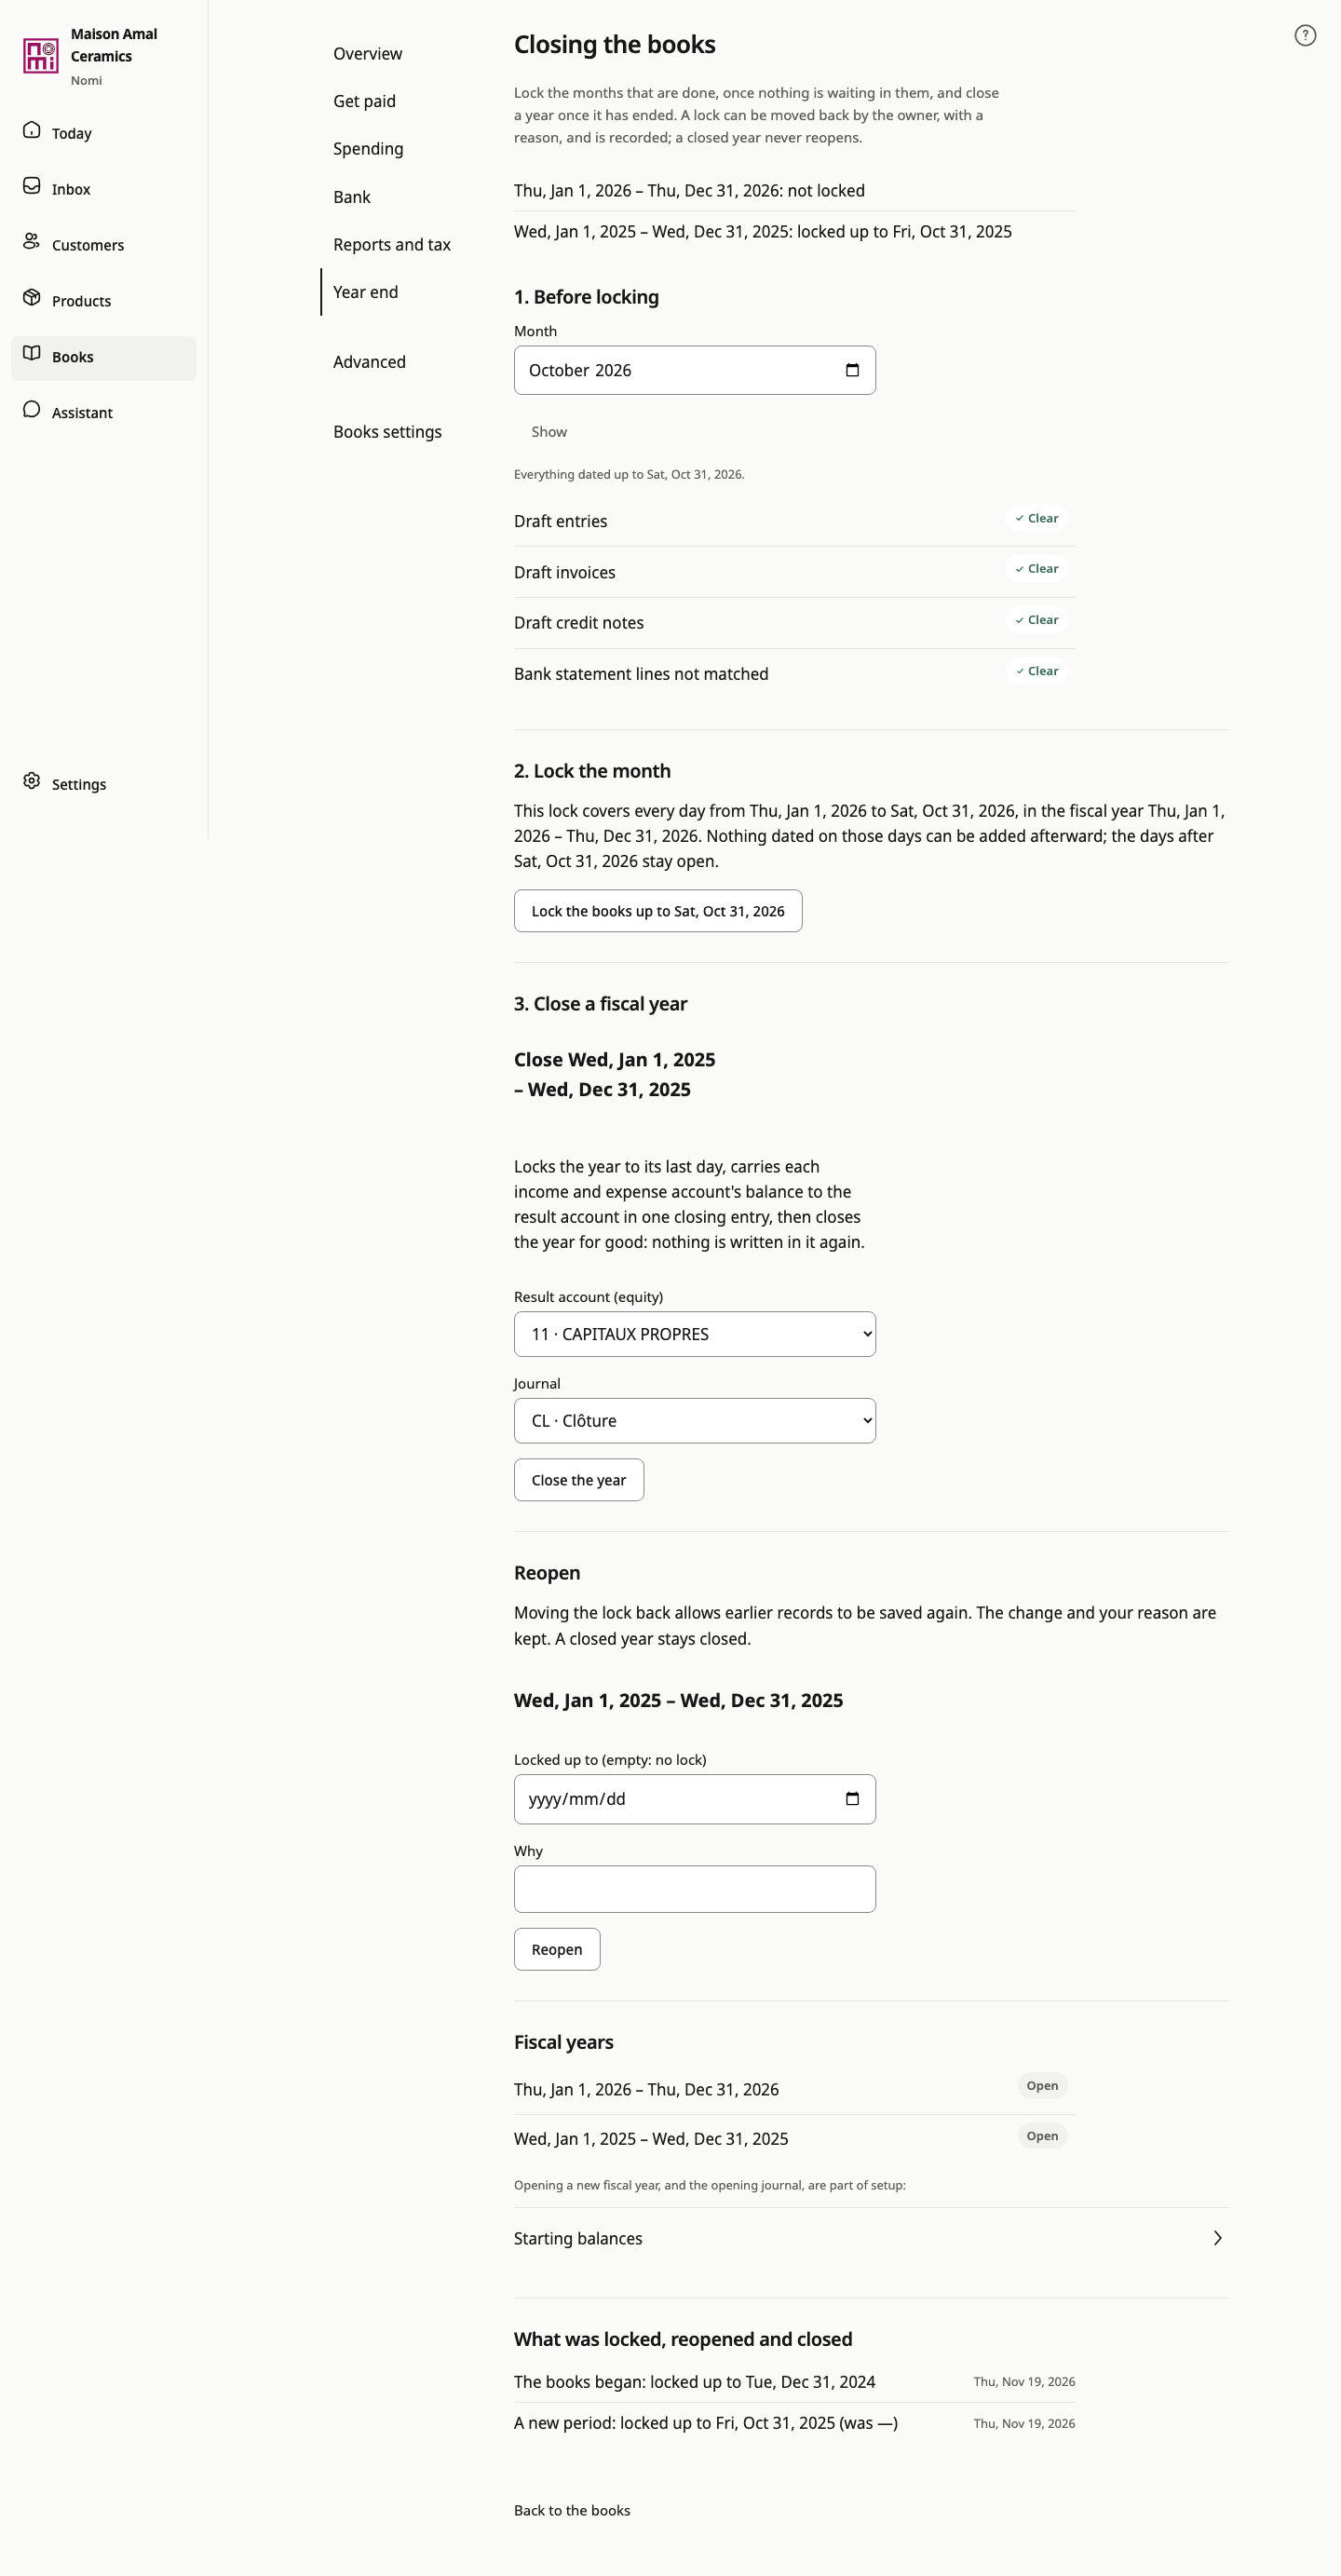 Maison Amal
Ceramics
Nomi
Today
Inbox
Customers
Products
Books
Assistant
Settings
Overview
Get paid
Spending
Bank
Reports and tax
Year end
Advanced
Books settings
Closing the books
Lock the months that are done, once nothing is waiting in them, and close
a year once it has ended. A lock can be moved back by the owner, with a
reason, and is recorded; a closed year never reopens.
Thu, Jan 1, 2026 – Thu, Dec 31, 2026: not locked
Wed, Jan 1, 2025 – Wed, Dec 31, 2025: locked up to Fri, Oct 31, 2025
1. Before locking
Month
October 2026
Show
Everything dated up to Sat, Oct 31, 2026.
Draft entries ✓ Clear
Draft invoices ✓ Clear
Draft credit notes ✓ Clear
Bank statement lines not matched ✓ Clear
2. Lock the month
This lock covers every day from Thu, Jan 1, 2026 to Sat, Oct 31, 2026, in the fiscal year Thu, Jan 1,
2026 – Thu, Dec 31, 2026. Nothing dated on those days can be added afterward; the days after
Sat, Oct 31, 2026 stay open.
Lock the books up to Sat, Oct 31, 2026
3. Close a fiscal year
Close Wed, Jan 1, 2025
– Wed, Dec 31, 2025
Locks the year to its last day, carries each
income and expense account's balance to the
result account in one closing entry, then closes
the year for good: nothing is written in it again.
Result account (equity)
11 · CAPITAUX PROPRES
Journal
CL · Clôture
Close the year
Reopen
Moving the lock back allows earlier records to be saved again. The change and your reason are
kept. A closed year stays closed.
Wed, Jan 1, 2025 – Wed, Dec 31, 2025
Locked up to (empty: no lock)
yyyy/mm/dd
Why
Reopen
Fiscal years
Thu, Jan 1, 2026 – Thu, Dec 31, 2026 Open
Wed, Jan 1, 2025 – Wed, Dec 31, 2025 Open
Opening a new fiscal year, and the opening journal, are part of setup:
Starting balances
What was locked, reopened and closed
The books began: locked up to Tue, Dec 31, 2024 Thu, Nov 19, 2026
A new period: locked up to Fri, Oct 31, 2025 (was —) Thu, Nov 19, 2026
Back to the books